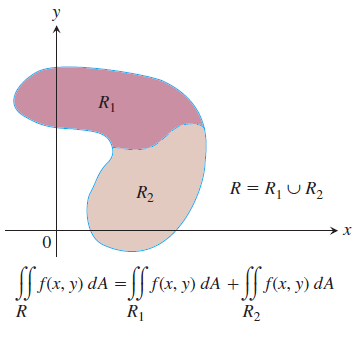 y
R₁
R₂
R = R₁ ∪ R₂
x
0
∬ f(x, y) dA = ∬ f(x, y) dA + ∬ f(x, y) dA
R R₁ R₂